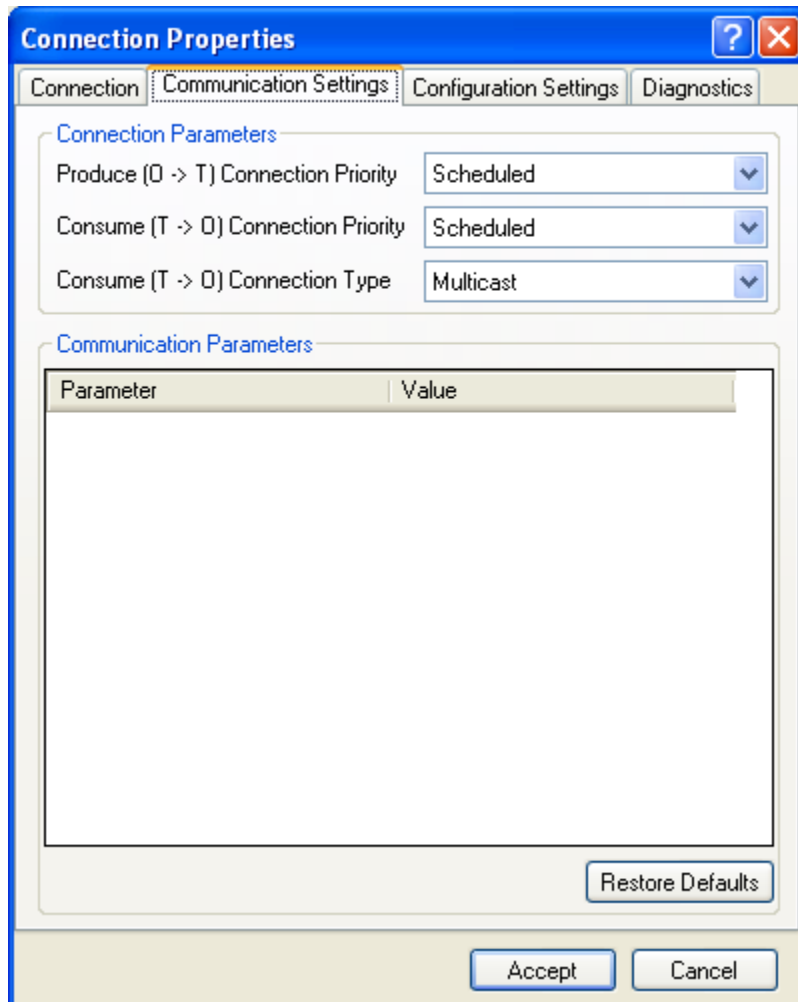 Connection Properties
?
Connection Communication Settings Configuration Settings Diagnostics
Connection Parameters
Produce (O -> T) Connection Priority Scheduled
Consume (T -> O) Connection Priority Scheduled
Consume (T -> O) Connection Type Multicast
Communication Parameters
Parameter Value
Restore Defaults
Accept Cancel